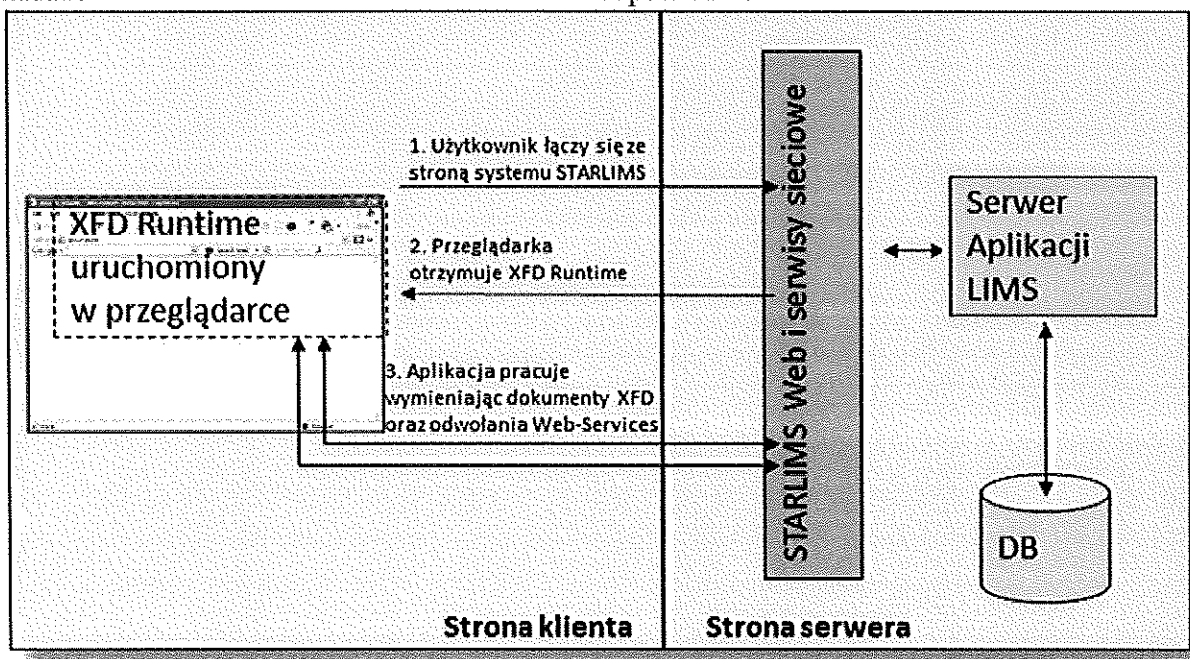 XFD Runtime
uruchomiony
w przeglądarce
1. Użytkownik łączy się ze
stroną systemu STARLIMS
2. Przeglądarka
otrzymuje XFD Runtime
3. Aplikacja pracuje
wymieniając dokumenty XFD
oraz odwołania Web-Services
STARLIMS Web i serwisy sieciowe
Serwer
Aplikacji
LIMS
DB
Strona klienta
Strona serwera